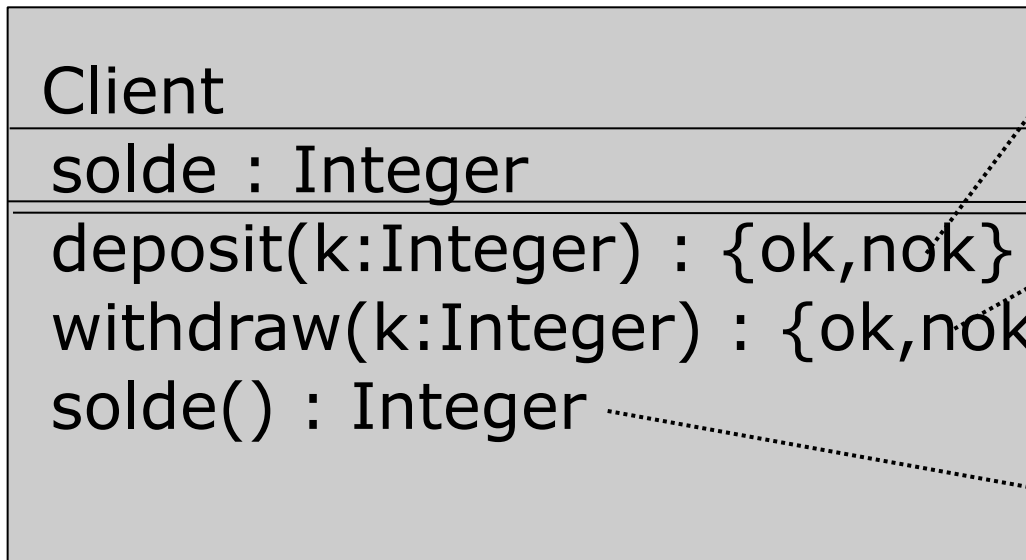 Client
solde : Integer
deposit(k:Integer) : {ok,nok}
withdraw(k:Integer) : {ok,nok
solde() : Integer